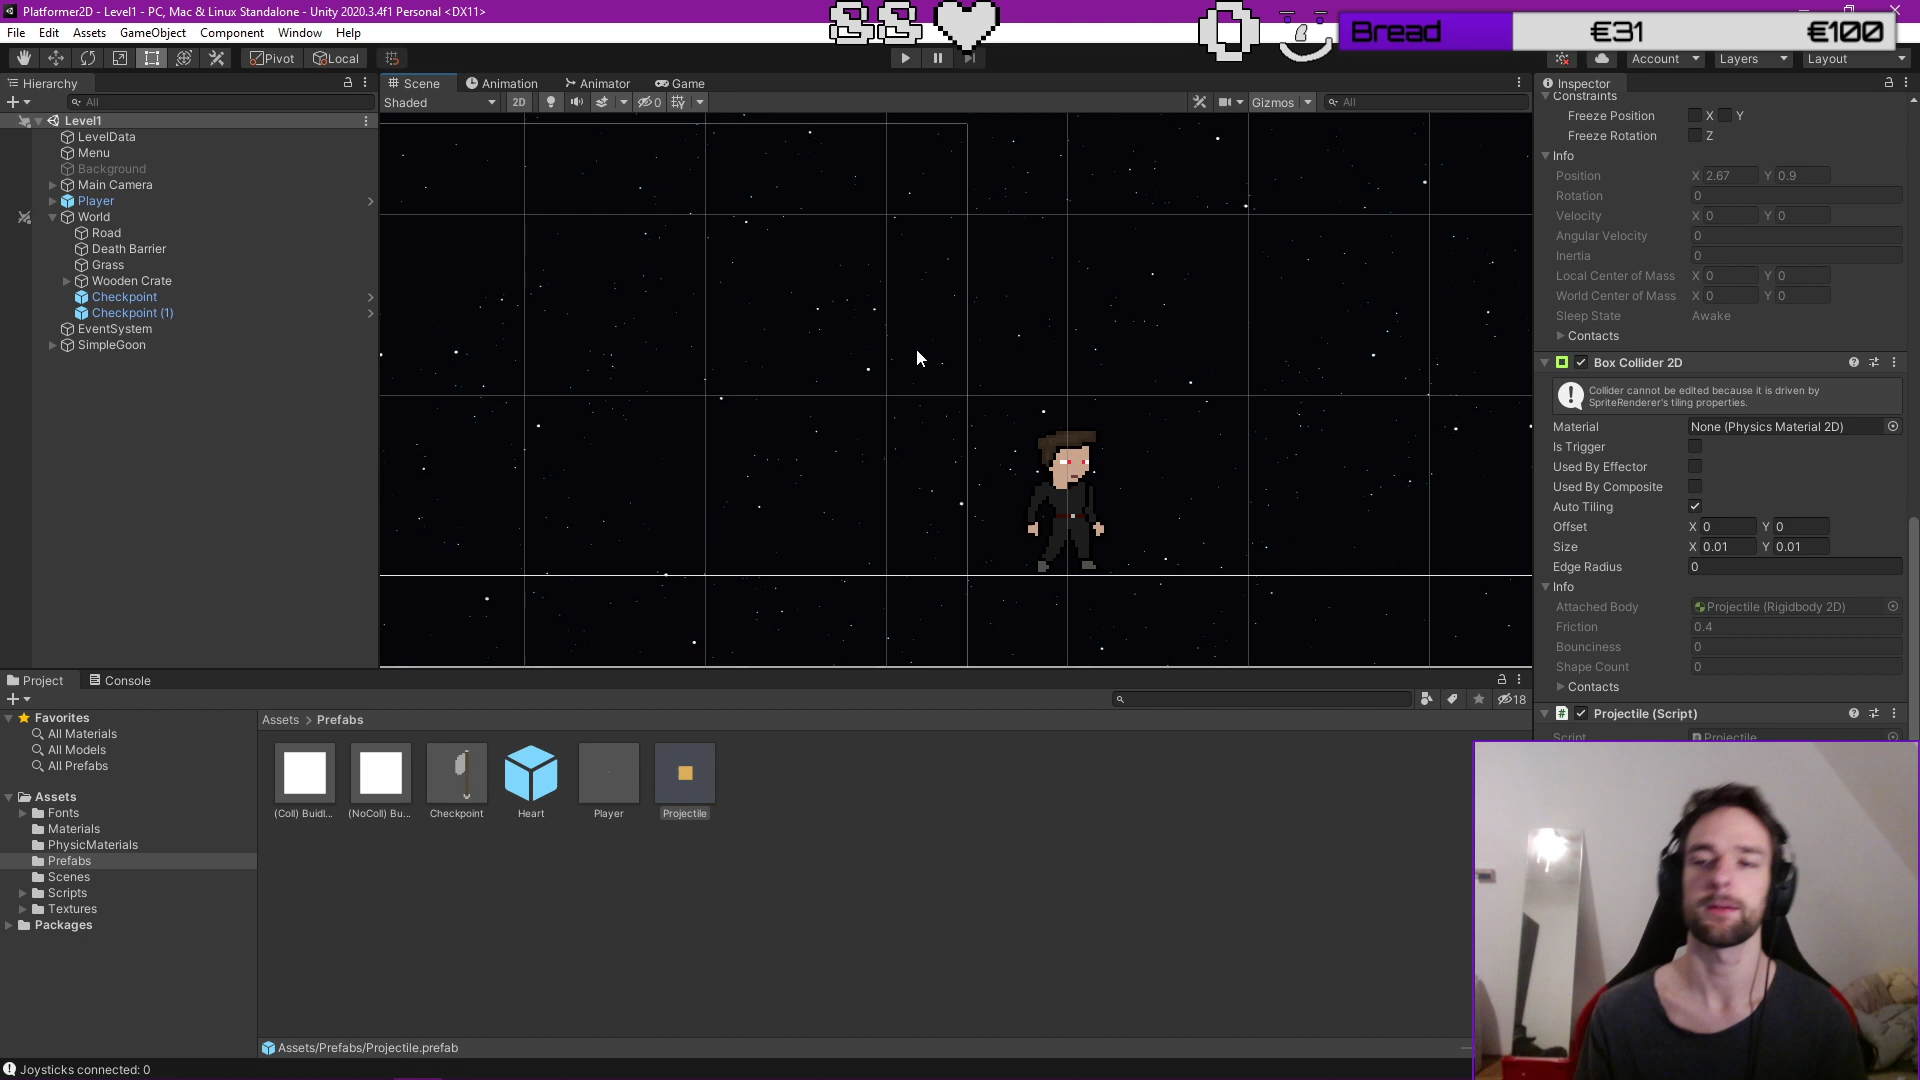 Platformer2D - Level1 - PC, Mac & Linux Standalone - Unity 2020.3.4f1 Personal <DX11>
File Edit Assets GameObject Component Window Help
Bread €31 €100
Pivot Local
Account Layers Layout
Hierarchy
Scene Animation Animator Game
Inspector
All
Shaded 2D 0 Gizmos All
Level1
LevelData
Menu
Background
Main Camera
Player
World
Road
Death Barrier
Grass
Wooden Crate
Checkpoint
Checkpoint (1)
EventSystem
SimpleGoon
Constraints
Freeze Position X Y
Freeze Rotation Z
Info
Position X 2.67 Y 0.9
Rotation 0
Velocity X 0 Y 0
Angular Velocity 0
Inertia 0
Local Center of Mass X 0 Y 0
World Center of Mass X 0 Y 0
Sleep State Awake
Contacts
Box Collider 2D
Collider cannot be edited because it is driven by
SpriteRenderer's tiling properties.
Material None (Physics Material 2D)
Is Trigger
Used By Effector
Used By Composite
Auto Tiling
Offset X 0 Y 0
Size X 0.01 Y 0.01
Edge Radius 0
Info
Attached Body Projectile (Rigidbody 2D)
Friction 0.4
Bounciness 0
Shape Count 0
Contacts
Projectile (Script)
Script Projectile
Project Console
18
Favorites
All Materials
All Models
All Prefabs
Assets
Fonts
Materials
PhysicMaterials
Prefabs
Scenes
Scripts
Textures
Packages
Assets > Prefabs
(Coll) Buidl... (NoColl) Bu... Checkpoint Heart Player Projectile
Assets/Prefabs/Projectile.prefab
Joysticks connected: 0